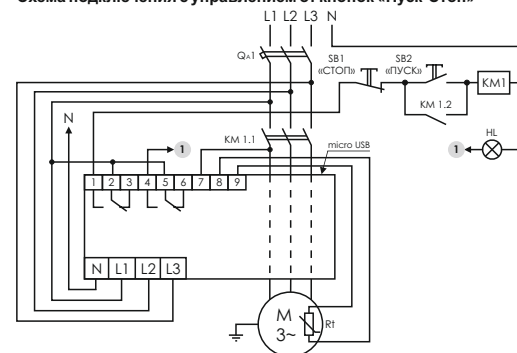 Схема подключения с управлением от кнопок «Пуск-Стоп»
L1 L2 L3 N
QA1
SB1 SB2
«СТОП» «ПУСК»
KM1
KM 1.2
N
1
KM 1.1
micro USB
1
HL
1 2 3 4 5 6 7 8 9
N L1 L2 L3
M
3~
Rt